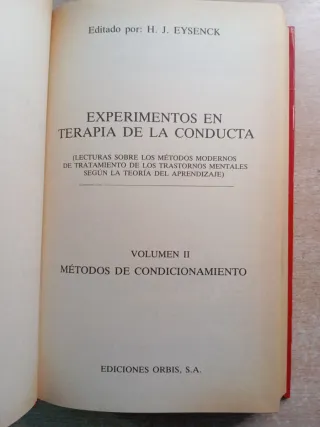 Editado por: H. J. EYSENCK
EXPERIMENTOS EN
TERAPIA DE LA CONDUCTA
(LECTURAS SOBRE LOS MÉTODOS MODERNOS
DE TRATAMIENTO DE LOS TRASTORNOS MENTALES
SEGÚN LA TEORÍA DEL APRENDIZAJE)
VOLUMEN II
MÉTODOS DE CONDICIONAMIENTO
EDICIONES ORBIS, S.A.